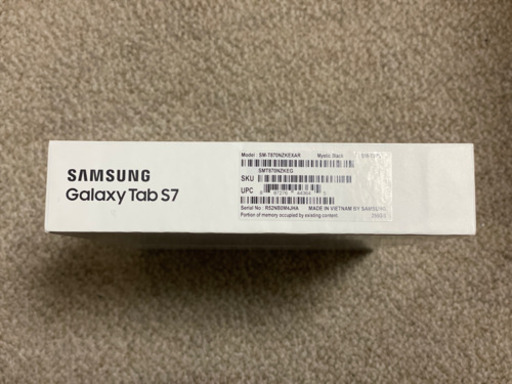 SAMSUNG
Galaxy Tab S7
Model : SM-T870NZKEXAR Mystic Black
SMT870NZKEG
SKU
UPC
Serial No : MADE IN VIETNAM BY SAMSUNG
Portion of memory occupied by existing content.